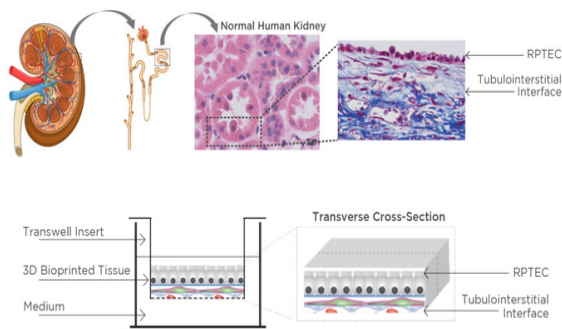 Normal Human Kidney
RPTEC
Tubulointerstitial
Interface
Transwell Insert
3D Bioprinted Tissue
Medium
Transverse Cross-Section
RPTEC
Tubulointerstitial
Interface